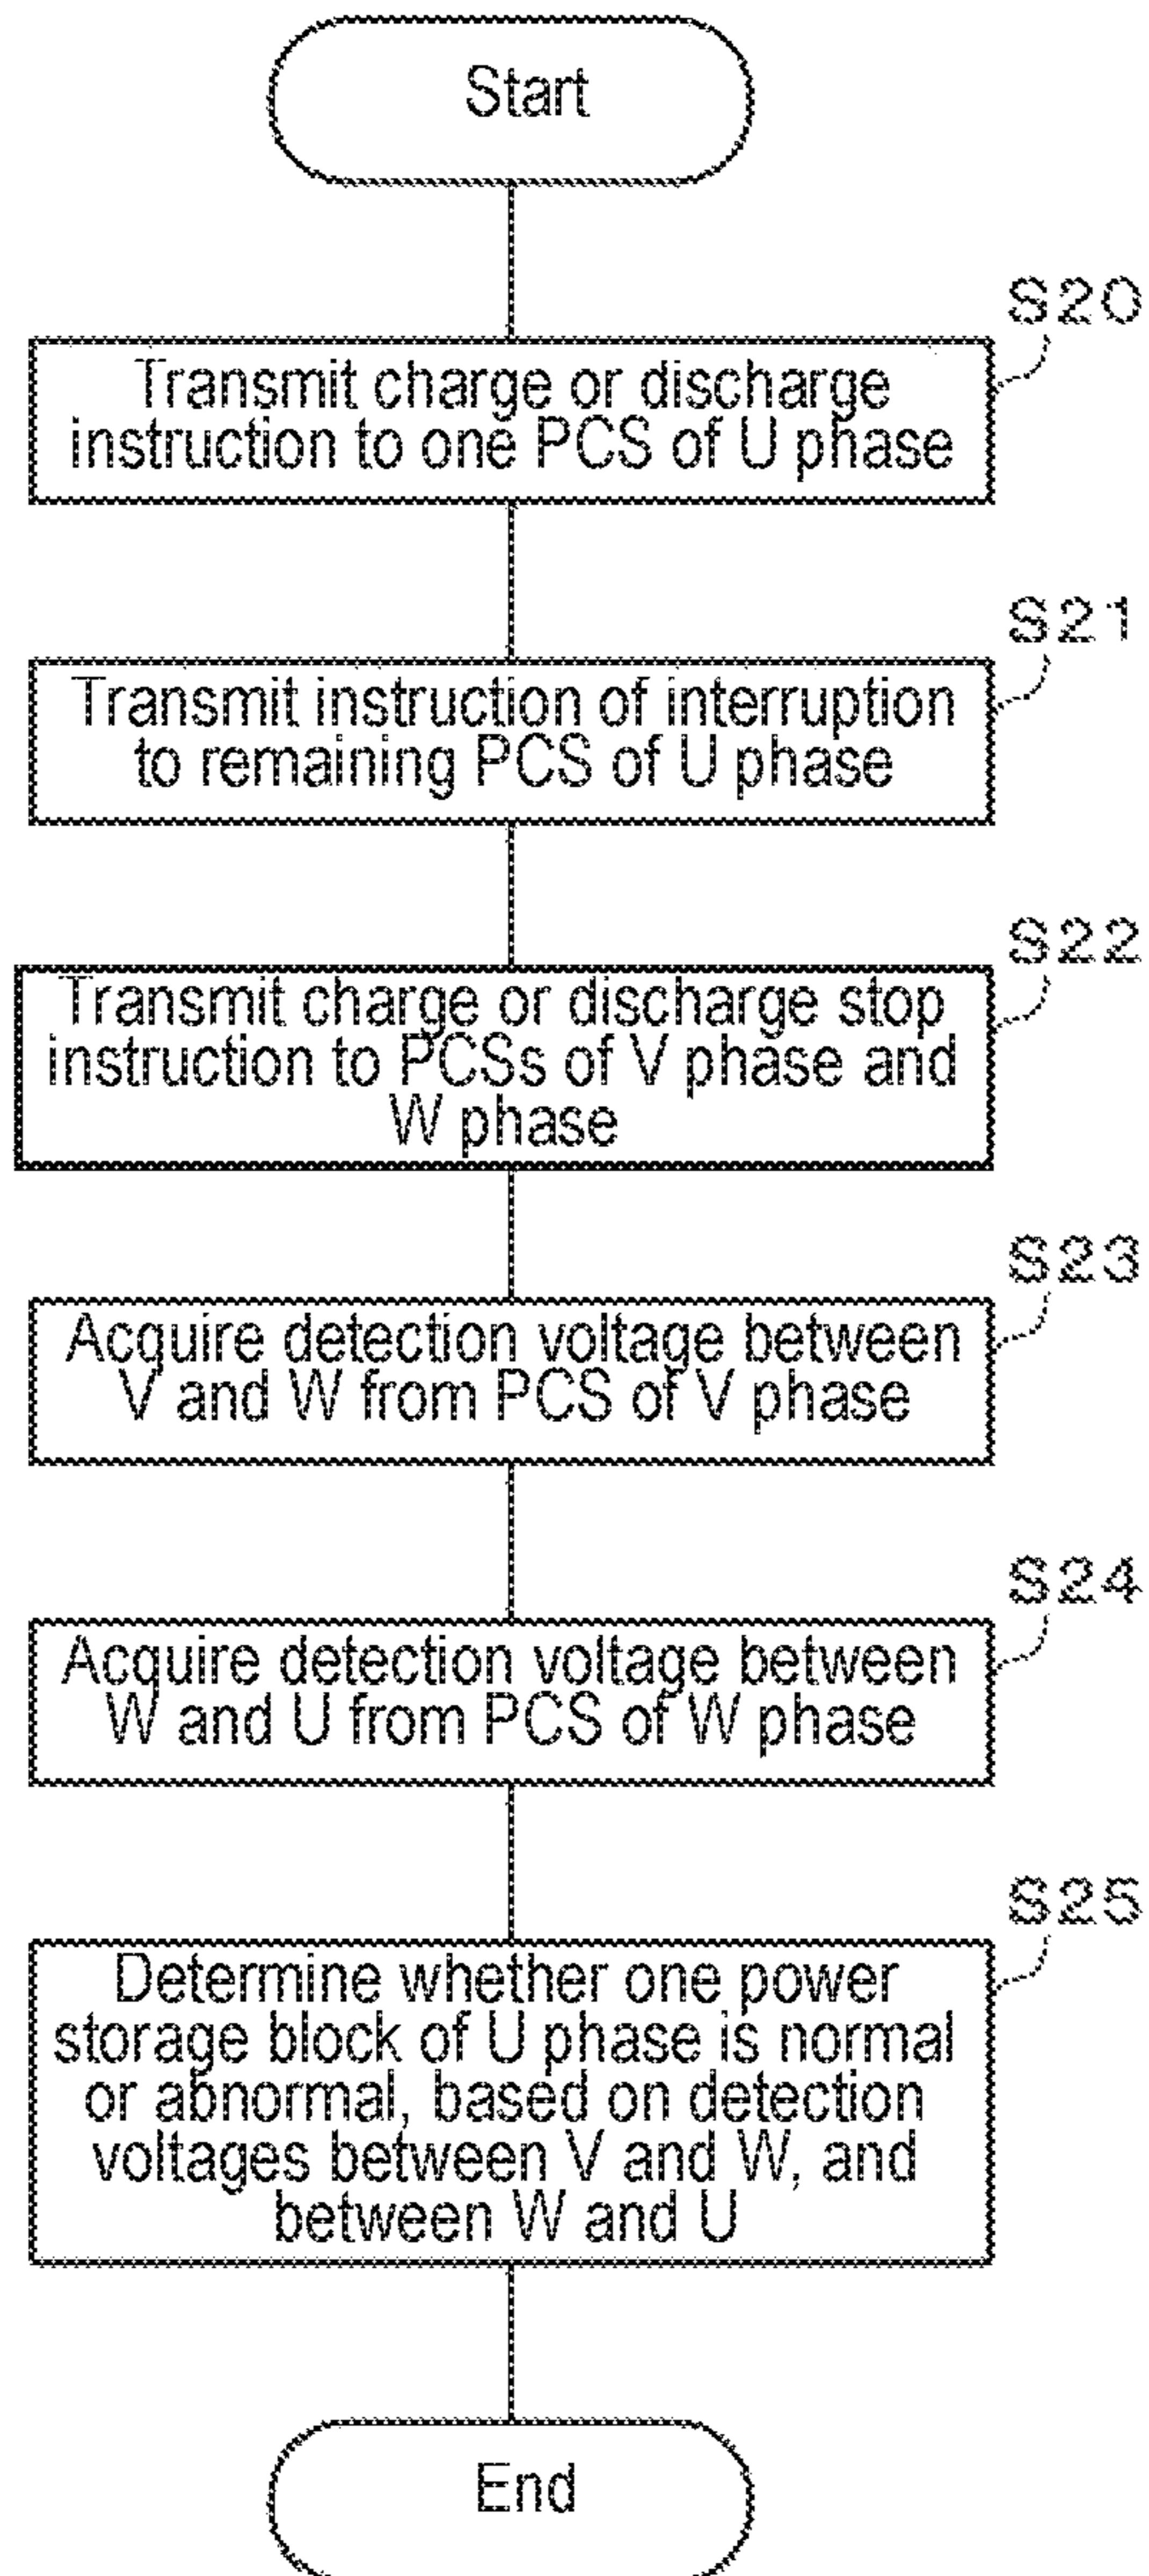 Start
S20
Transmit charge or discharge
instruction to one PCS of U phase
S21
Transmit instruction of interruption
to remaining PCS of U phase
S22
Transmit charge or discharge stop
instruction to PCSs of V phase and
W phase
S23
Acquire detection voltage between
V and W from PCS of V phase
S24
Acquire detection voltage between
W and U from PCS of W phase
S25
Determine whether one power
storage block of U phase is normal
or abnormal, based on detection
voltages between V and W, and
between W and U
End